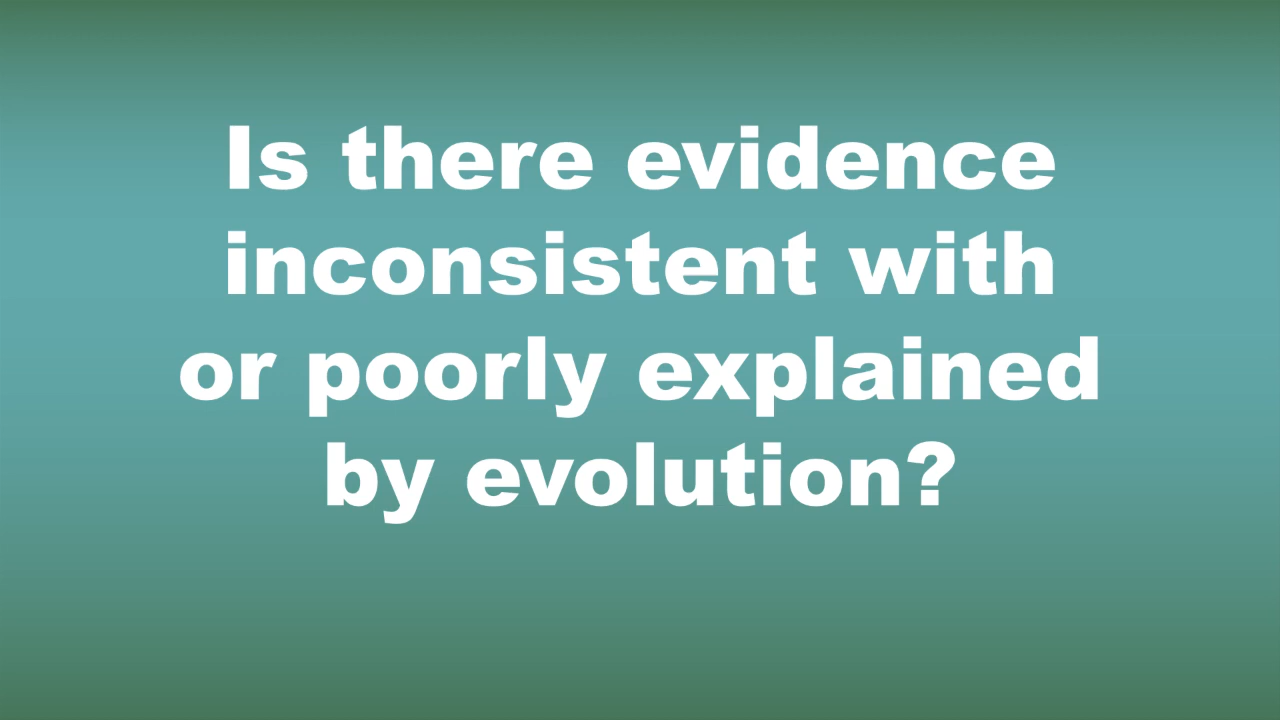 Is there evidence
inconsistent with
or poorly explained
by evolution?